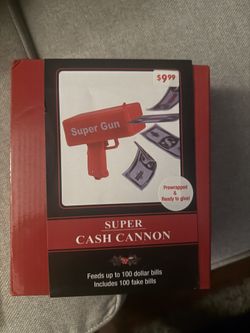 $9.99
Super Gun
Prewrapped &
Ready to give!
SUPER
CASH CANNON
Feeds up to 100 dollar bills
Includes 100 fake bills